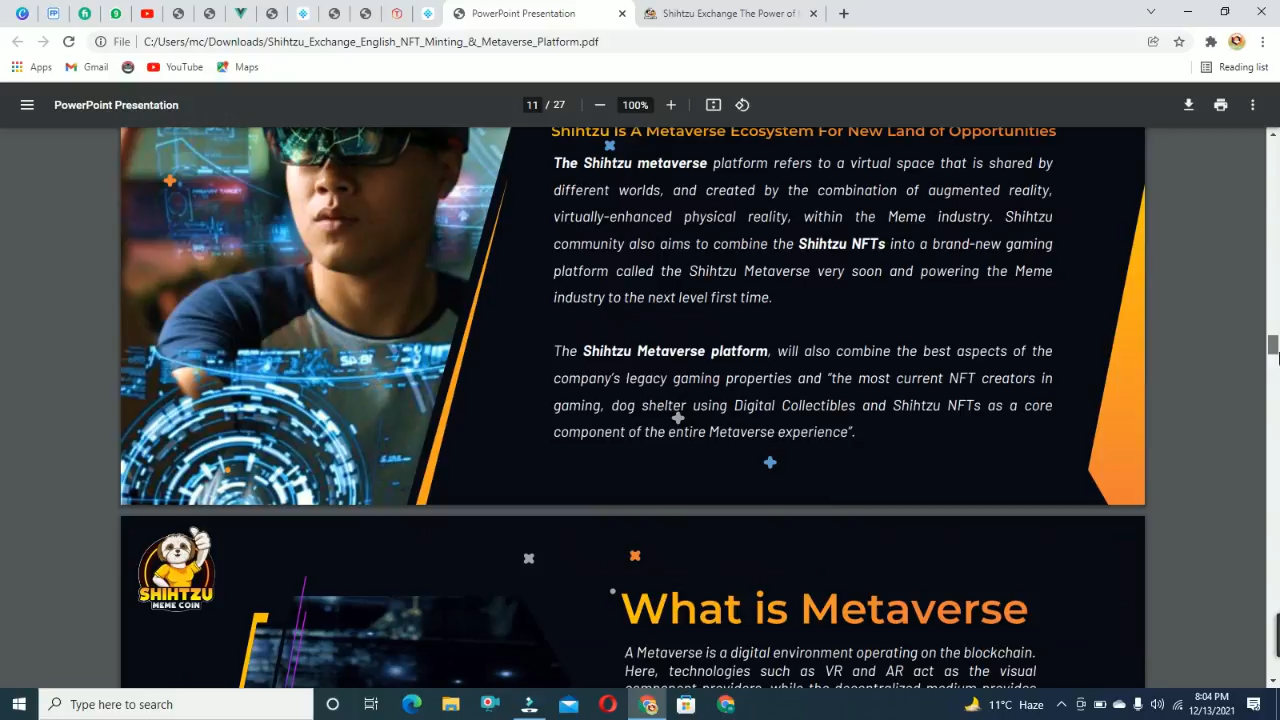 PowerPoint Presentation
Shihtzu Exchange The Power of
File
C:/Users/mc/Downloads/Shihtzu_Exchange_English_NFT_Minting_&_Metaverse_Platform.pdf
Apps
Gmail
YouTube
Maps
Reading list
PowerPoint Presentation
11 / 27
100%
Shihtzu Is A Metaverse Ecosystem For New Land of Opportunities
The Shihtzu metaverse platform refers to a virtual space that is shared by
different worlds, and created by the combination of augmented reality,
virtually-enhanced physical reality, within the Meme industry. Shihtzu
community also aims to combine the Shihtzu NFTs into a brand-new gaming
platform called the Shihtzu Metaverse very soon and powering the Meme
industry to the next level first time.
The Shihtzu Metaverse platform, will also combine the best aspects of the
company's legacy gaming properties and "the most current NFT creators in
gaming, dog shelter using Digital Collectibles and Shihtzu NFTs as a core
component of the entire Metaverse experience".
SHIHTZU
MEME COIN
What is Metaverse
A Metaverse is a digital environment operating on the blockchain.
Here, technologies such as VR and AR act as the visual
component providers, while the decentralized medium provides
Type here to search
11°C Haze
8:04 PM
12/13/2021